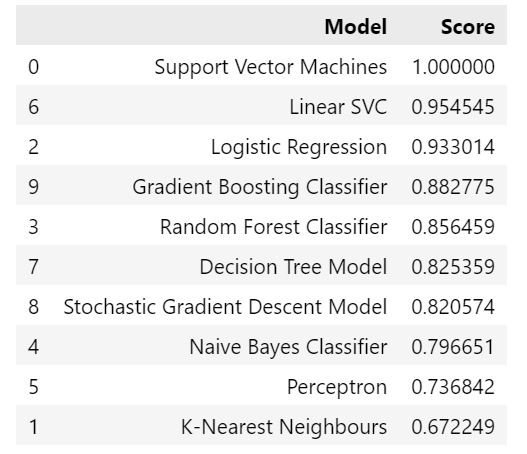 Model Score
0 Support Vector Machines 1.000000
6 Linear SVC 0.954545
2 Logistic Regression 0.933014
9 Gradient Boosting Classifier 0.882775
3 Random Forest Classifier 0.856459
7 Decision Tree Model 0.825359
8 Stochastic Gradient Descent Model 0.820574
4 Naive Bayes Classifier 0.796651
5 Perceptron 0.736842
1 K-Nearest Neighbours 0.672249